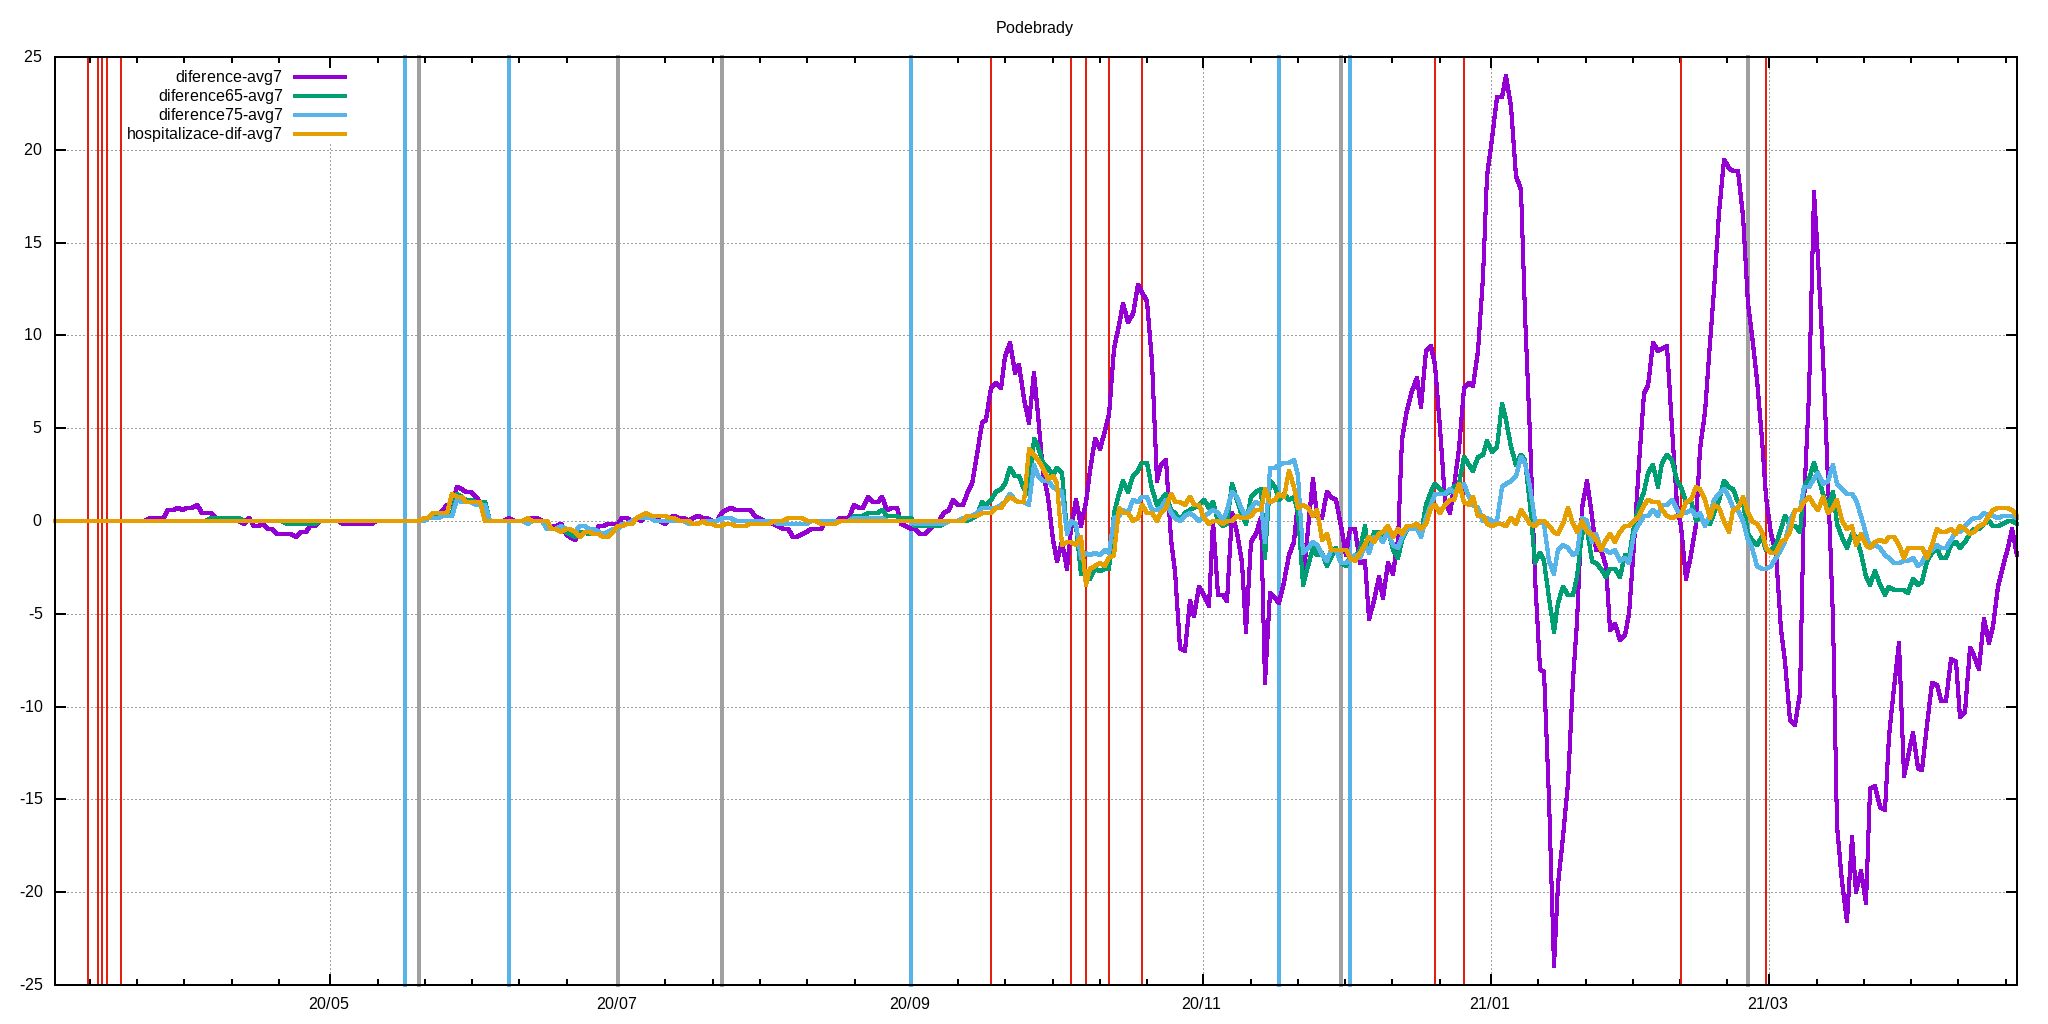 Podebrady
25
diference-avg7
diference65-avg7
diference75-avg7
hospitalizace-dif-avg7
20
15
10
5
0
-5
-10
-15
-20
-25
20/05 20/07 20/09 20/11 21/01 21/03